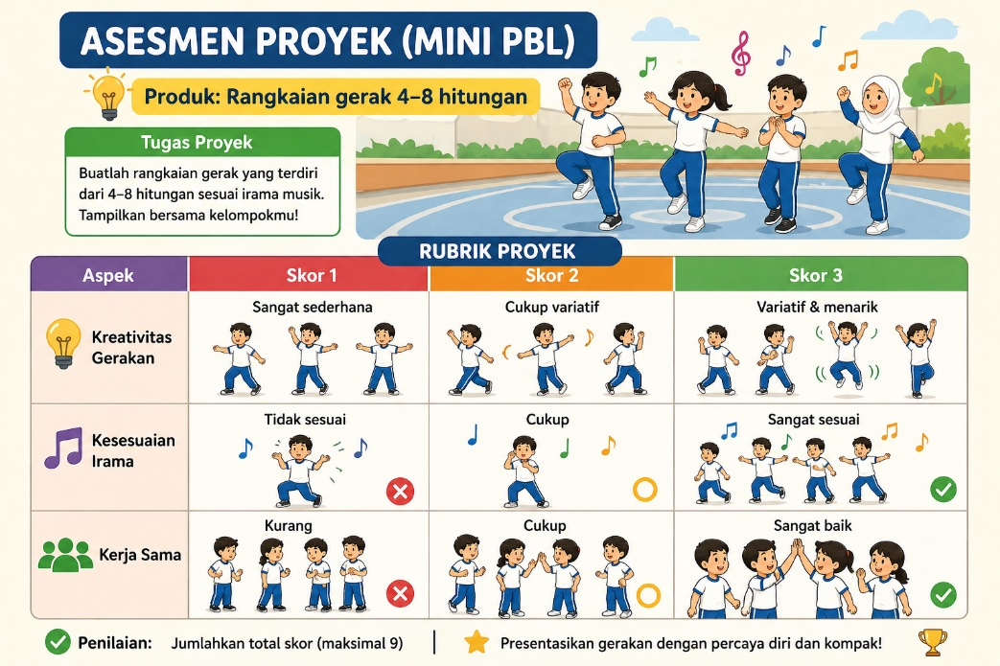 ASESMEN PROYEK (MINI PBL)
Produk: Rangkaian gerak 4–8 hitungan
Tugas Proyek
Buatlah rangkaian gerak yang terdiri
dari 4–8 hitungan sesuai irama musik.
Tampilkan bersama kelompokmu!
RUBRIK PROYEK
Aspek
Skor 1
Skor 2
Skor 3
Kreativitas
Gerakan
Sangat sederhana
Cukup variatif
Variatif & menarik
Kesesuaian
Irama
Tidak sesuai
Cukup
Sangat sesuai
Kerja Sama
Kurang
Cukup
Sangat baik
Penilaian: Jumlahkan total skor (maksimal 9)
Presentasikan gerakan dengan percaya diri dan kompak!